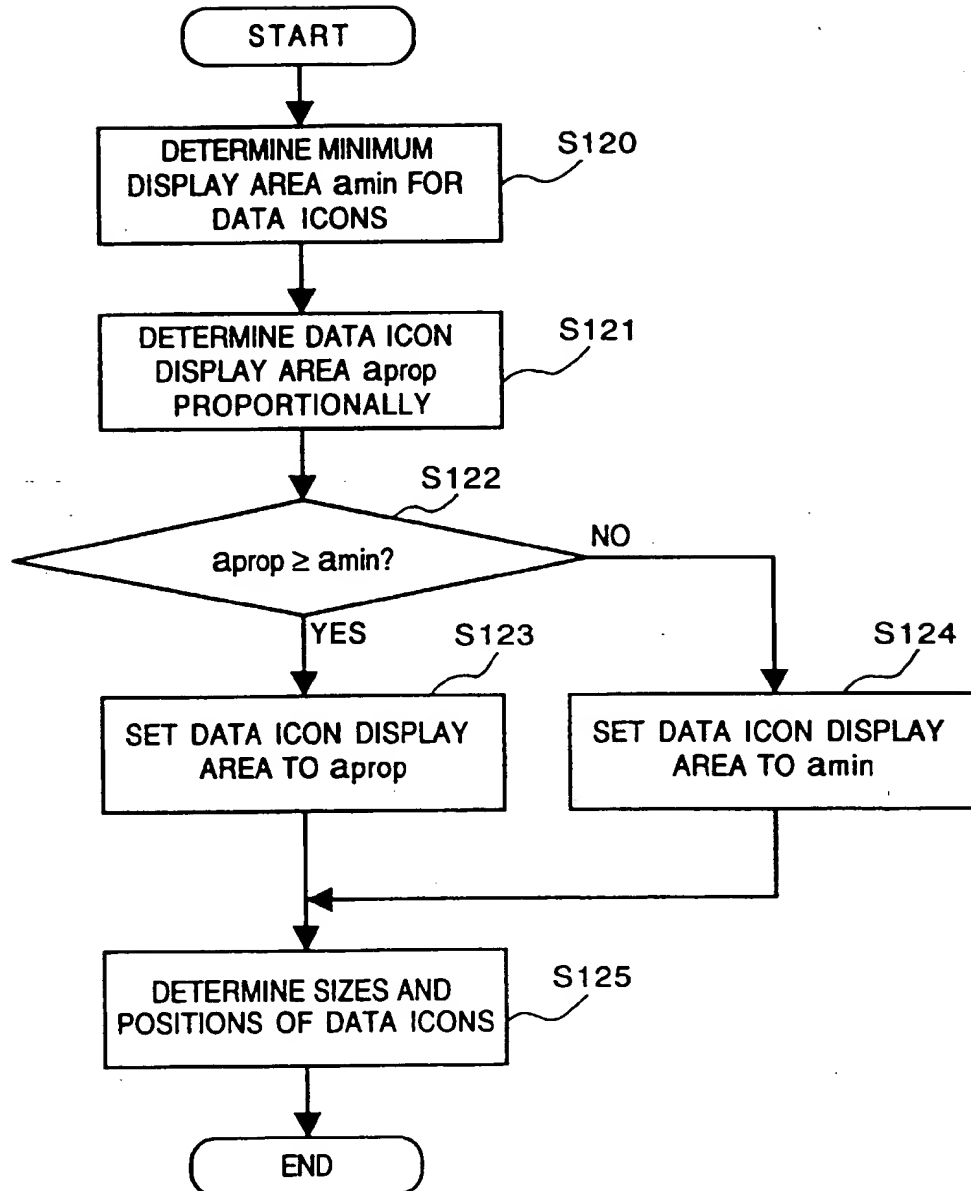 START
DETERMINE MINIMUM
DISPLAY AREA amin FOR
DATA ICONS
S120
DETERMINE DATA ICON
DISPLAY AREA aprop
PROPORTIONALLY
S121
S122
aprop ≥ amin?
NO
YES
S123
SET DATA ICON DISPLAY
AREA TO aprop
S124
SET DATA ICON DISPLAY
AREA TO amin
DETERMINE SIZES AND
POSITIONS OF DATA ICONS
S125
END